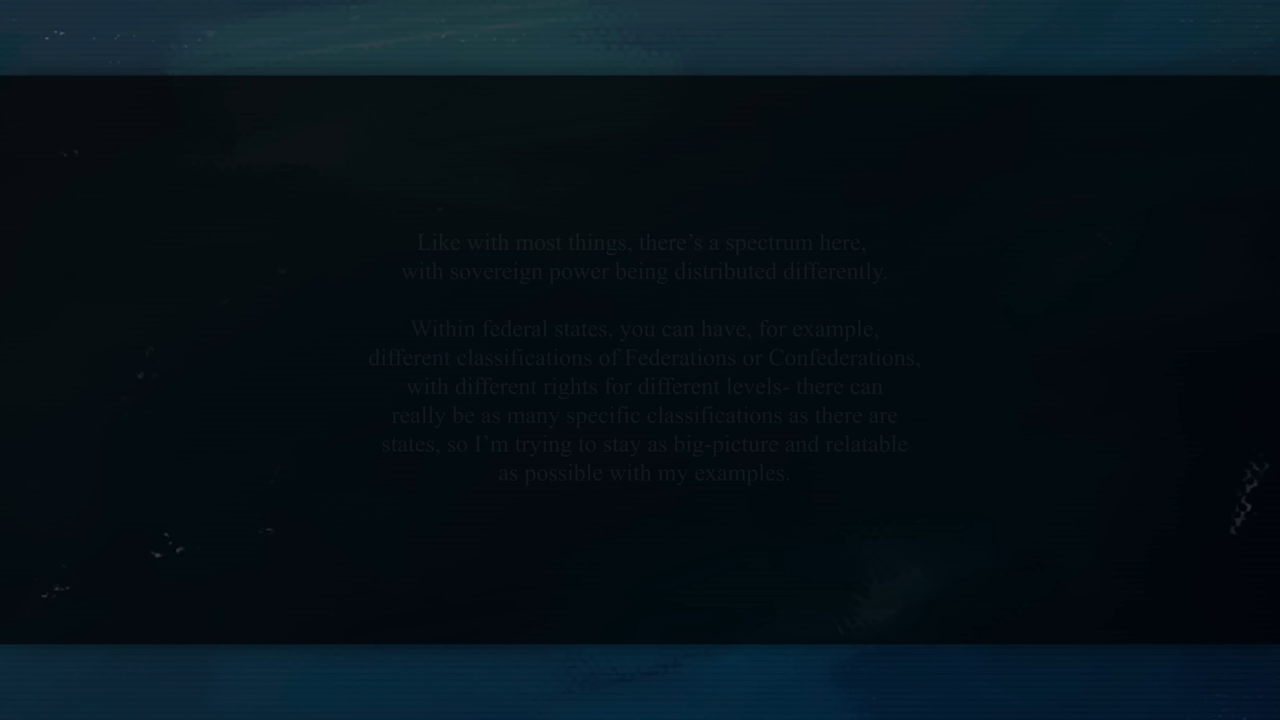 Like with most things, there's a spectrum here,
with sovereign power being distributed differently.
Within federal states, you can have, for example,
different classifications of Federations or Confederations,
with different rights for different levels- there can
really be as many specific classifications as there are
states, so I'm trying to stay as big-picture and relatable
as possible with my examples.